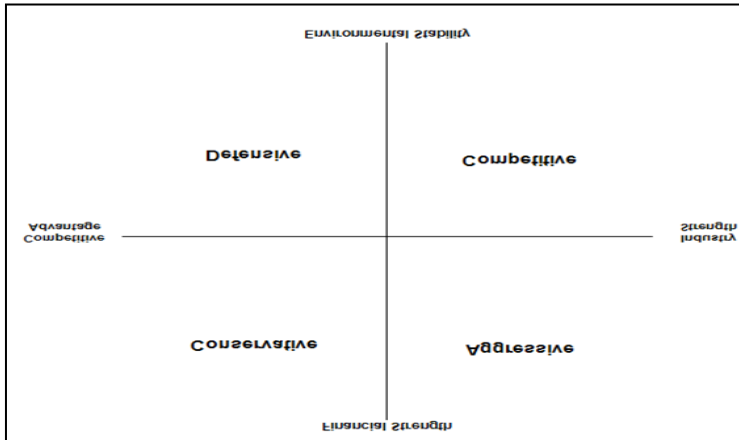 Financial Strength
Conservative
Aggressive
Competitive
Advantage
Industry
Strength
Defensive
Competitive
Environmental Stability